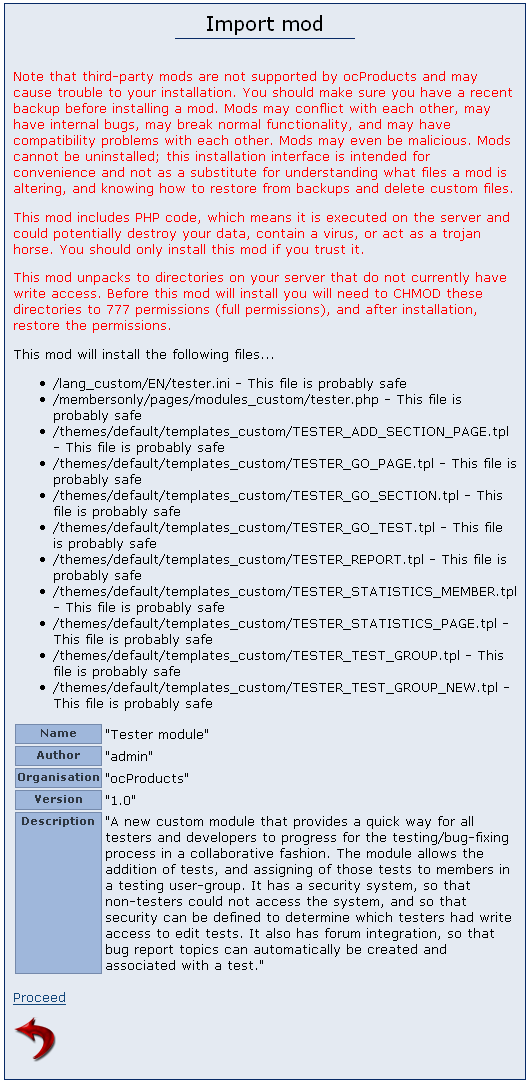 Import mod
Note that third-party mods are not supported by ocProducts and may
cause trouble to your installation. You should make sure you have a recent
backup before installing a mod. Mods may conflict with each other, may
have internal bugs, may break normal functionality, and may have
compatibility problems with each other. Mods may even be malicious. Mods
cannot be uninstalled; this installation interface is intended for
convenience and not as a substitute for understanding what files a mod is
altering, and knowing how to restore from backups and delete custom files.
This mod includes PHP code, which means it is executed on the server and
could potentially destroy your data, contain a virus, or act as a trojan
horse. You should only install this mod if you trust it.
This mod unpacks to directories on your server that do not currently have
write access. Before this mod will install you will need to CHMOD these
directories to 777 permissions (full permissions), and after installation,
restore the permissions.
This mod will install the following files...
• /lang_custom/EN/tester.ini – This file is probably safe
• /membersonly/pages/modules_custom/tester.php – This file is
probably safe
• /themes/default/templates_custom/TESTER_ADD_SECTION_PAGE.tpl
– This file is probably safe
• /themes/default/templates_custom/TESTER_GO_PAGE.tpl – This file
is probably safe
• /themes/default/templates_custom/TESTER_GO_SECTION.tpl – This
file is probably safe
• /themes/default/templates_custom/TESTER_GO_TEST.tpl – This file
is probably safe
• /themes/default/templates_custom/TESTER_REPORT.tpl – This file is
probably safe
• /themes/default/templates_custom/TESTER_STATISTICS_MEMBER.tpl
– This file is probably safe
• /themes/default/templates_custom/TESTER_STATISTICS_PAGE.tpl –
This file is probably safe
• /themes/default/templates_custom/TESTER_TEST_GROUP.tpl – This
file is probably safe
• /themes/default/templates_custom/TESTER_TEST_GROUP_NEW.tpl –
This file is probably safe
Name "Tester module"
Author "admin"
Organisation "ocProducts"
Version "1.0"
Description "A new custom module that provides a quick way for all
testers and developers to progress for the testing/bug-fixing
process in a collaborative fashion. The module allows the
addition of tests, and assigning of those tests to members in
a testing user-group. It has a security system, so that
non-testers could not access the system, and so that
security can be defined to determine which testers had write
access to edit tests. It also has forum integration, so that
bug report topics can automatically be created and
associated with a test."
Proceed